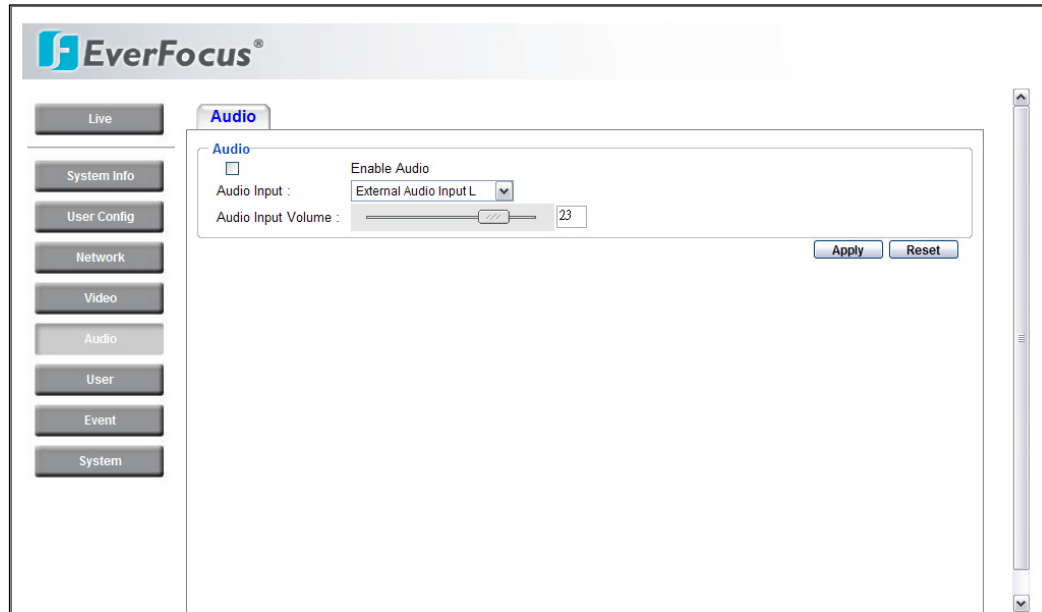 EverFocus®
Live
System Info
User Config
Network
Video
Audio
User
Event
System
Audio
Audio
Enable Audio
Audio Input :
External Audio Input L
Audio Input Volume :
23
Apply
Reset